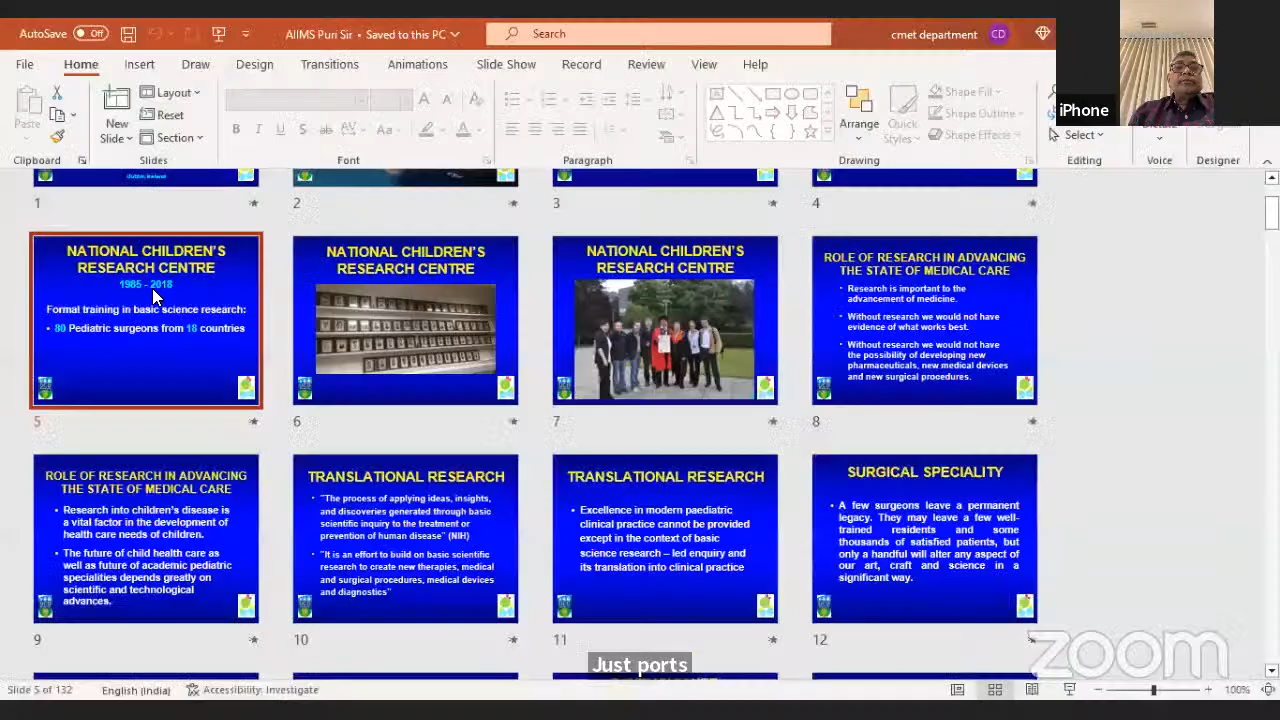 AutoSave Off
AIIMS Puri Sir • Saved to this PC
Search
cmet department CD
File Home Insert Draw Design Transitions Animations Slide Show Record Review View Help
Paste
New
Slide
Layout
Reset
Section
B I U S ab AV Aa A
Arrange
Quick
Styles
Shape Fill
Shape Outline
Shape Effects
Select
iPhone
Clipboard Slides Font Paragraph Drawing Editing Voice Designer
1 2 3 4
NATIONAL CHILDREN'S
RESEARCH CENTRE
1985 - 2018
Formal training in basic science research:
• 80 Pediatric surgeons from 18 countries
5
NATIONAL CHILDREN'S
RESEARCH CENTRE
6
NATIONAL CHILDREN'S
RESEARCH CENTRE
7
ROLE OF RESEARCH IN ADVANCING
THE STATE OF MEDICAL CARE
• Research is important to the
advancement of medicine.
• Without research we would not have
evidence of what works best.
• Without research we would not have
the possibility of developing new
pharmaceuticals, new medical devices
and new surgical procedures.
8
ROLE OF RESEARCH IN ADVANCING
THE STATE OF MEDICAL CARE
• Research into children's disease is
a vital factor in the development of
health care needs of children.
• The future of child health care as
well as future of academic pediatric
specialities depends greatly on
scientific and technological
advances.
9
TRANSLATIONAL RESEARCH
• "The process of applying ideas, insights,
and discoveries generated through basic
scientific inquiry to the treatment or
prevention of human disease" (NIH)
• "It is an effort to build on basic scientific
research to create new therapies, medical
and surgical procedures, medical devices
and diagnostics"
10
TRANSLATIONAL RESEARCH
• Excellence in modern paediatric
clinical practice cannot be provided
except in the context of basic
science research – led enquiry and
its translation into clinical practice
11
SURGICAL SPECIALITY
• A few surgeons leave a permanent
legacy. They may leave a few well-
trained residents and some
thousands of satisfied patients, but
only a handful will alter any aspect of
our art, craft and science in a
significant way.
12
Just ports
zoom
Slide 5 of 132 English (India) Accessibility: Investigate 100%